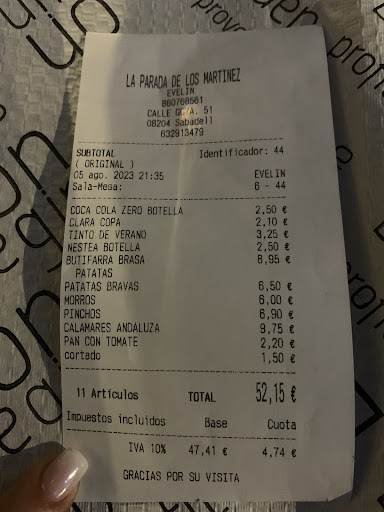 LA PARADA DE LOS MARTINEZ
EVELIN
CALLE GOYA, 51
08204 Sabadell
632913479
SUBTOTAL Identificador: 44
( ORIGINAL )
05 ago. 2023 21:35 EVELIN
Sala-Mesa: 6 - 44
COCA COLA ZERO BOTELLA 2,50 €
CLARA COPA 2,10 €
TINTO DE VERANO 3,25 €
NESTEA BOTELLA 2,50 €
BUTIFARRA BRASA 8,95 €
PATATAS
PATATAS BRAVAS 6,50 €
MORROS 6,00 €
PINCHOS 6,90 €
CALAMARES ANDALUZA 9,75 €
PAN CON TOMATE 2,20 €
cortado 1,50 €
11 Artículos TOTAL 52,15 €
Impuestos incluidos Base Cuota
IVA 10% 47,41 € 4,74 €
GRACIAS POR SU VISITA